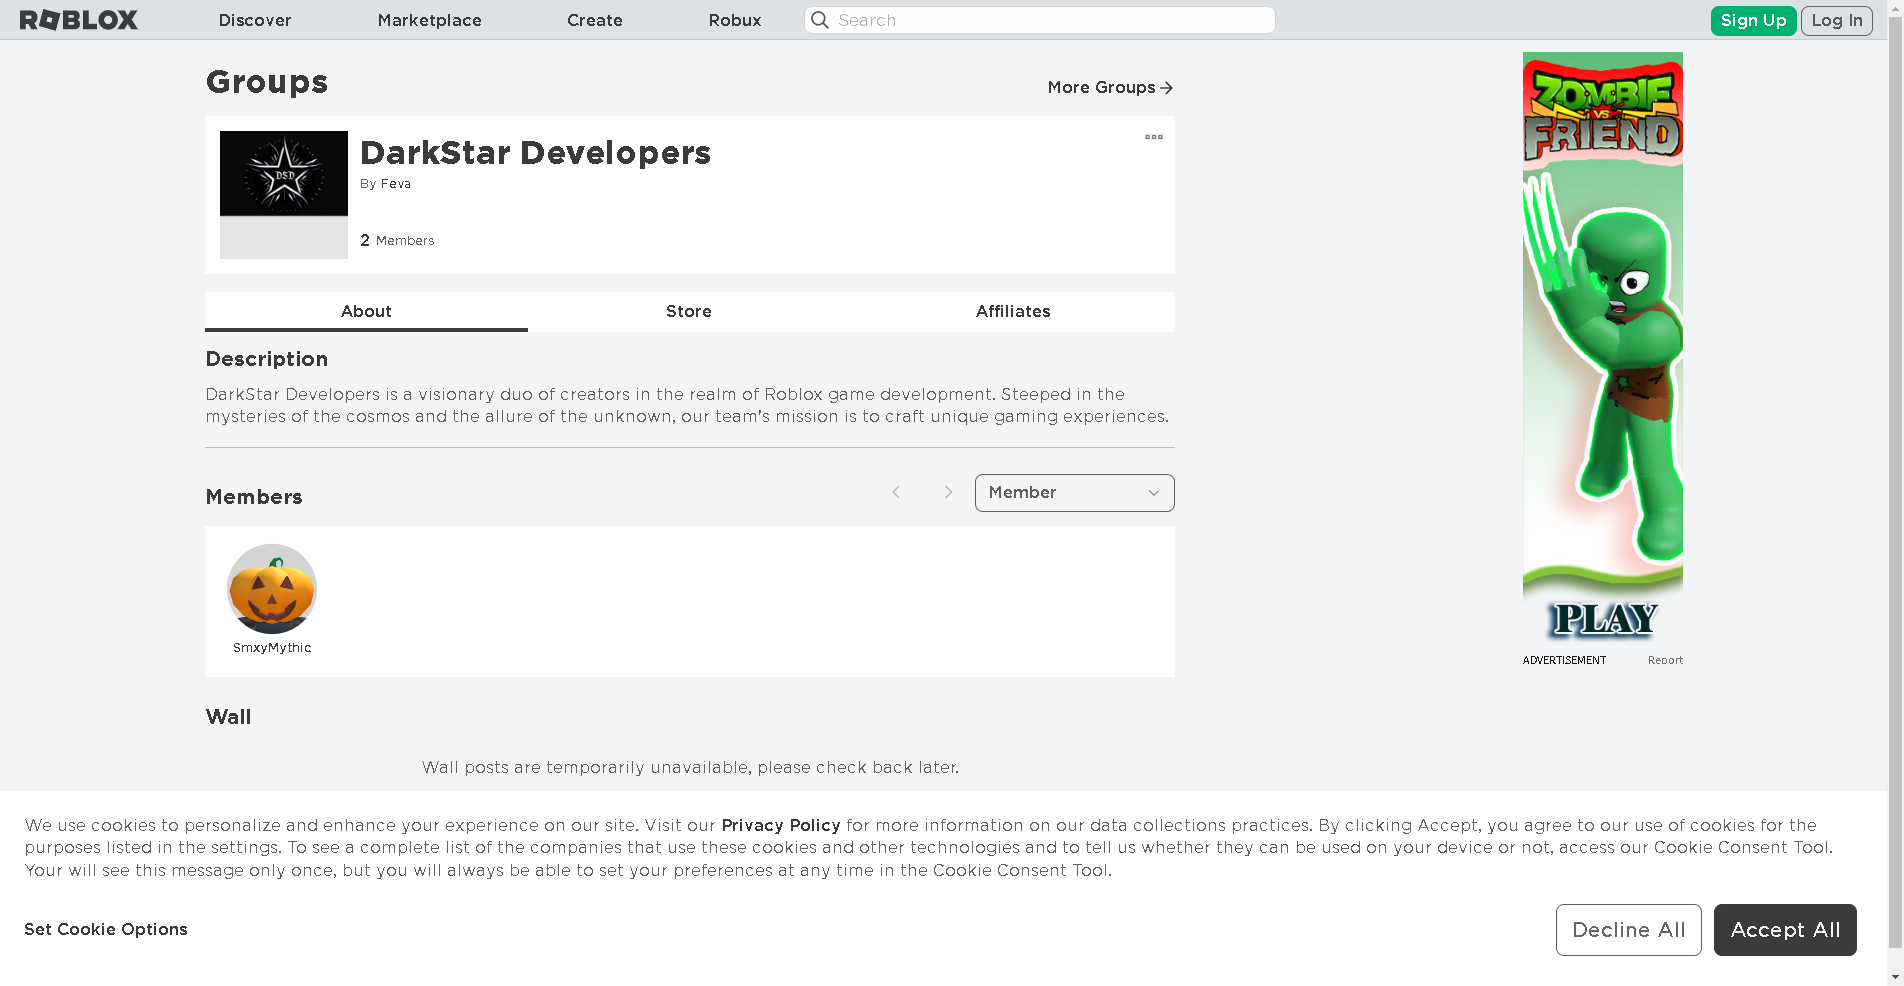 ROBLOX
Discover
Marketplace
Create
Robux
Search
Sign Up
Log In
Groups
More Groups
DSD
DarkStar Developers
By Feva
2 Members
About
Store
Affiliates
Description
DarkStar Developers is a visionary duo of creators in the realm of Roblox game development. Steeped in the
mysteries of the cosmos and the allure of the unknown, our team's mission is to craft unique gaming experiences.
Members
Member
SmxyMythic
Wall
Wall posts are temporarily unavailable, please check back later.
ZOMBIE
VS
FRIEND
PLAY
ADVERTISEMENT
Report
We use cookies to personalize and enhance your experience on our site. Visit our Privacy Policy for more information on our data collections practices. By clicking Accept, you agree to our use of cookies for the
purposes listed in the settings. To see a complete list of the companies that use these cookies and other technologies and to tell us whether they can be used on your device or not, access our Cookie Consent Tool.
Your will see this message only once, but you will always be able to set your preferences at any time in the Cookie Consent Tool.
Set Cookie Options
Decline All
Accept All